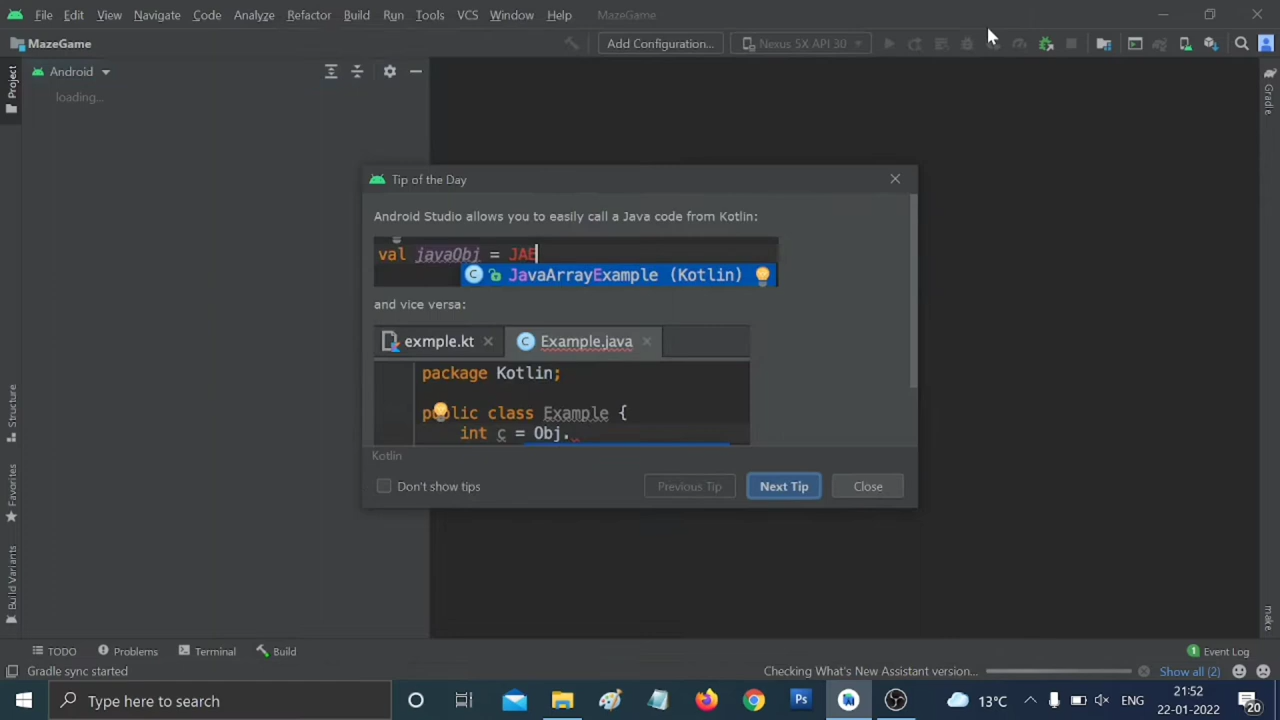 File Edit View Navigate Code Analyze Refactor Build Run Tools VCS Window Help MazeGame
MazeGame Add Configuration... Nexus 5X API 30
Project
Android
loading...
Gradle
Tip of the Day
Android Studio allows you to easily call a Java code from Kotlin:
val javaObj = JAE
JavaArrayExample (Kotlin)
and vice versa:
exmple.kt Example.java
package Kotlin;
public class Example {
int c = Obj.
Kotlin
Don't show tips Previous Tip Next Tip Close
Structure
Favorites
Build Variants
make
TODO Problems Terminal Build 1 Event Log
Gradle sync started Checking What's New Assistant version... Show all (2)
Type here to search Ps 13°C ENG 21:52
22-01-2022 20